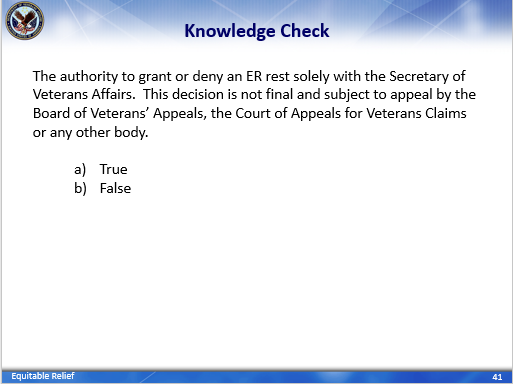 Knowledge Check
The authority to grant or deny an ER rest solely with the Secretary of
Veterans Affairs.  This decision is not final and subject to appeal by the
Board of Veterans’ Appeals, the Court of Appeals for Veterans Claims
or any other body.
a) True
b) False
Equitable Relief
41